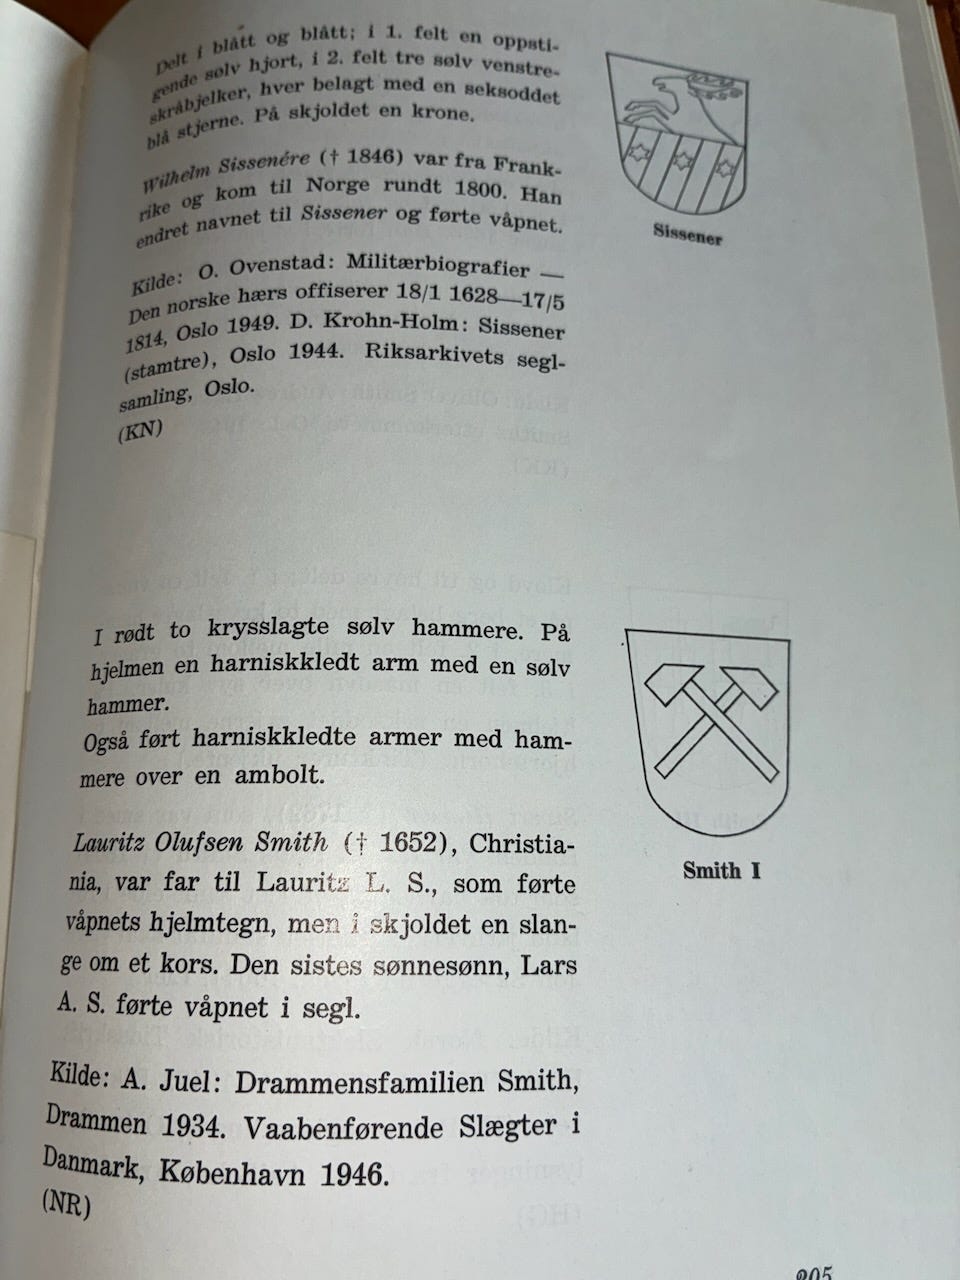 Delt i blått og blått; i 1. felt en oppsti-
gende sølv hjort, i 2. felt tre sølv venstre-
skråbjelker, hver belagt med en seksoddet
blå stjerne. På skjoldet en krone.
Sissener
Wilhelm Sissenére († 1846) var fra Frank-
rike og kom til Norge rundt 1800. Han
endret navnet til Sissener og førte våpnet.
Kilde: O. Ovenstad: Militærbiografier —
Den norske hærs offiserer 18/1 1628—17/5
1814, Oslo 1949. D. Krohn-Holm: Sissener
(stamtre), Oslo 1944. Riksarkivets segl-
samling, Oslo.
(KN)
I rødt to krysslagte sølv hammere. På
hjelmen en harniskkledt arm med en sølv
hammer.
Også ført harniskkledte armer med ham-
mere over en ambolt.
Smith I
Lauritz Olufsen Smith († 1652), Christia-
nia, var far til Lauritz L. S., som førte
våpnets hjelmtegn, men i skjoldet en slan-
ge om et kors. Den sistes sønnesønn, Lars
A. S. førte våpnet i segl.
Kilde: A. Juel: Drammensfamilien Smith,
Drammen 1934. Vaabenførende Slægter i
Danmark, København 1946.
(NR)
205